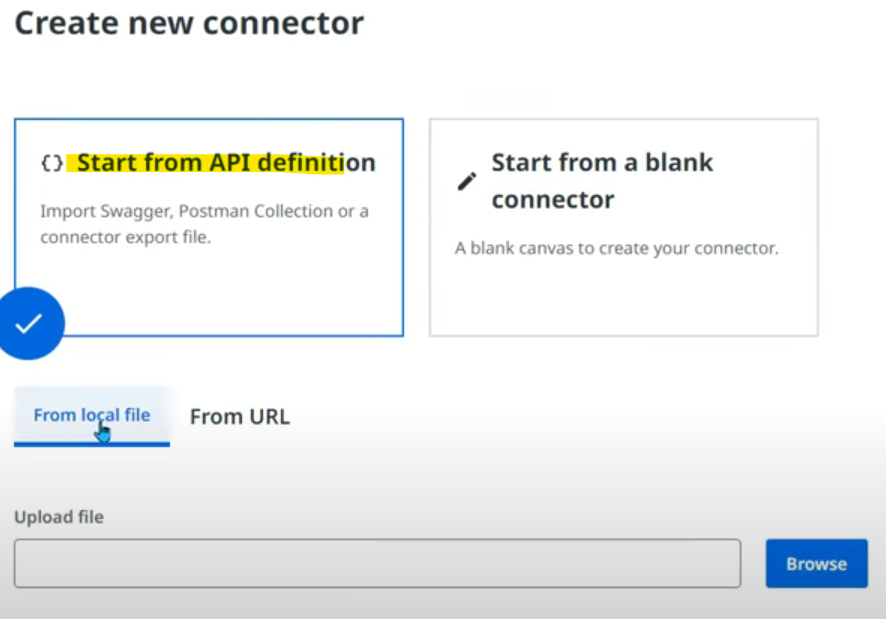 Create new connector
{} Start from API definition
Import Swagger, Postman Collection or a
connector export file.
Start from a blank
connector
A blank canvas to create your connector.
From local file
From URL
Upload file
Browse